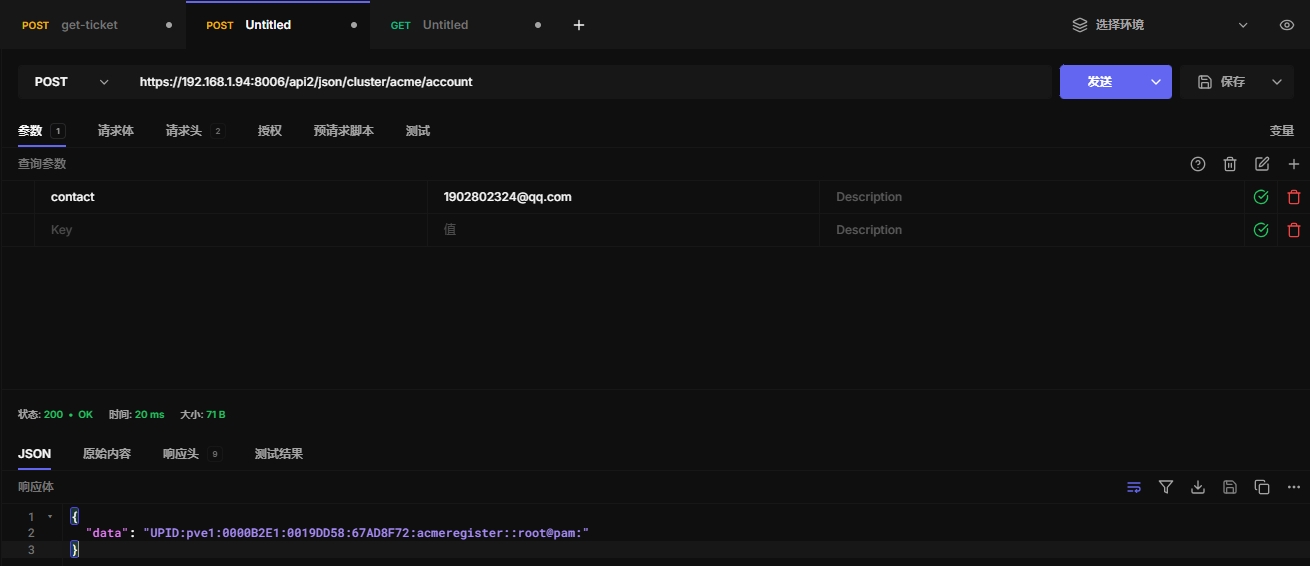 POST get-ticket POST Untitled GET Untitled 选择环境
POST https://192.168.1.94:8006/api2/json/cluster/acme/account 发送 保存
参数 1 请求体 请求头 2 授权 预请求脚本 测试 变量
查询参数
contact 1902802324@qq.com Description
Key 值 Description
状态: 200 • OK 时间: 20 ms 大小: 71 B
JSON 原始内容 响应头 9 测试结果
响应体
1 {
2 "data": "UPID:pve1:0000B2E1:0019DD58:67AD8F72:acmeregister::root@pam:"
3 }